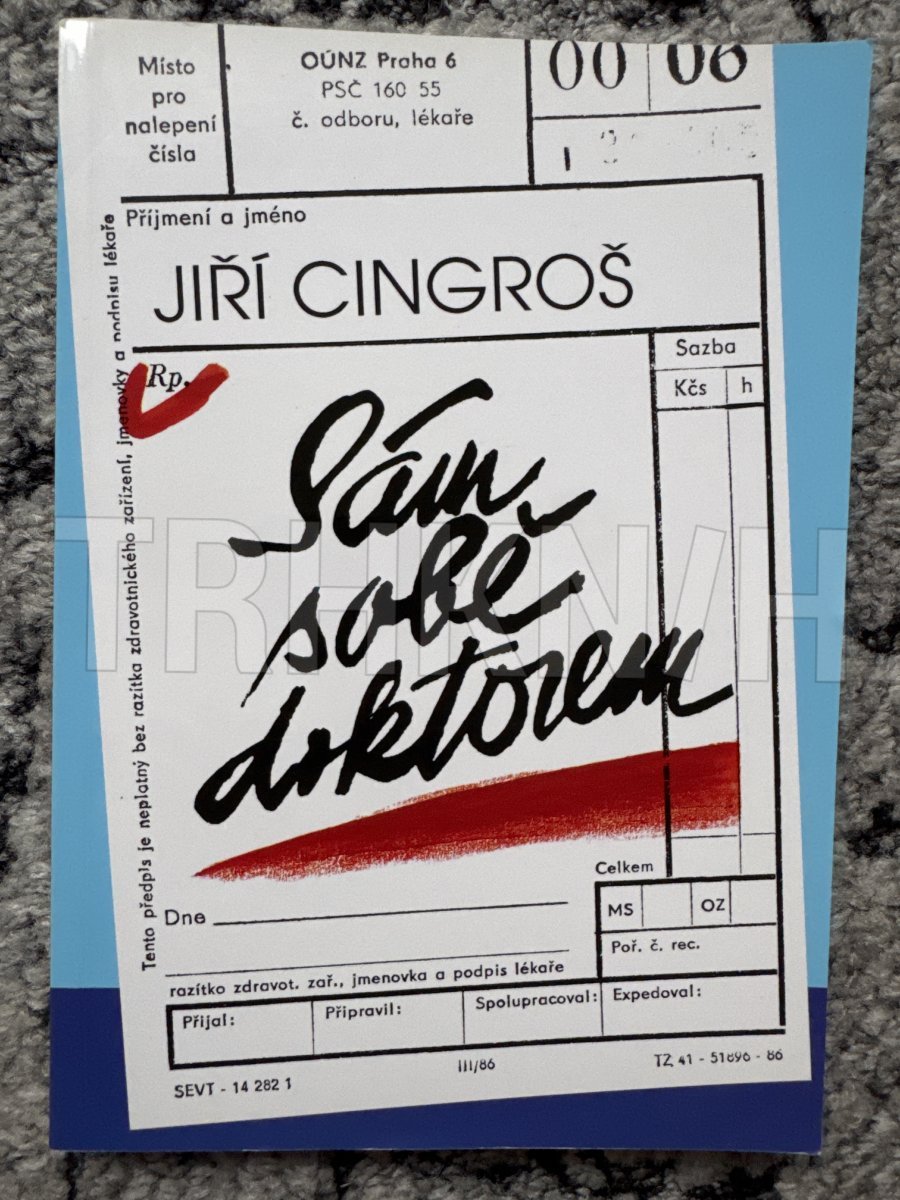 Místo
pro
nalepení
čísla
OÚNZ Praha 6
PSČ 160 55
č. odboru, lékaře
00 06
1
Příjmení a jméno
JIŘÍ CINGROŠ
Tento předpis je neplatný bez razítka zdravotnického zařízení, jmenovky a podpisu lékaře
Rp.
Sazba
Kčs h
Sám
sobě
doktorem
TRHKNIH
Celkem
MS OZ
Poř. č. rec.
Dne
razítko zdravot. zař., jmenovka a podpis lékaře
Přijal: Připravil: Spolupracoval: Expedoval:
SEVT - 14 282 1 III/86 TZ 41 - 51896 - 86